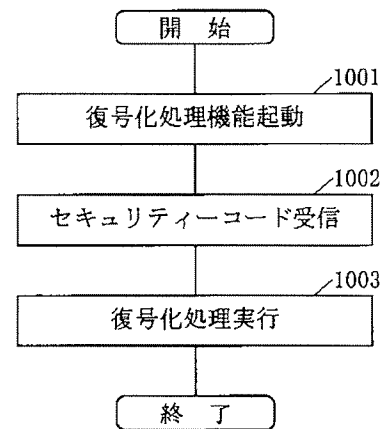 開 始
1001
復号化処理機能起動
1002
セキュリティーコード受信
1003
復号化処理実行
終 了